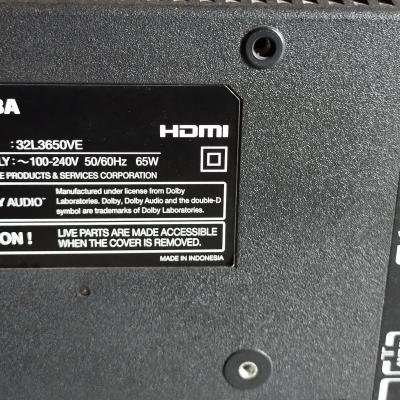 BA
HDMI
:32L3650VE
LY:~100-240V 50/60Hz 65W
E PRODUCTS & SERVICES CORPORATION
Y AUDIO™
Manufactured under license from Dolby
Laboratories. Dolby, Dolby Audio and the double-D
symbol are trademarks of Dolby Laboratories.
ON !
LIVE PARTS ARE MADE ACCESSIBLE
WHEN THE COVER IS REMOVED.
MADE IN INDONESIA